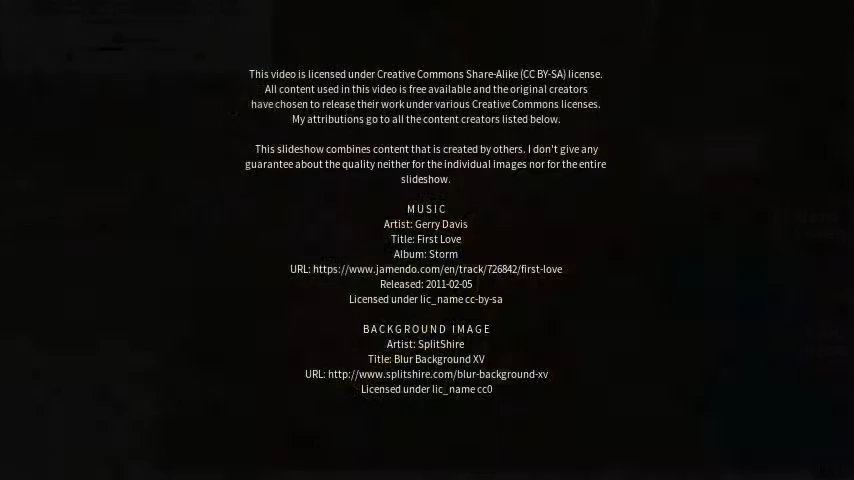 This video is licensed under Creative Commons Share-Alike (CC BY-SA) license.
All content used in this video is free available and the original creators
have chosen to release their work under various Creative Commons licenses.
My attributions go to all the content creators listed below.
This slideshow combines content that is created by others. I don't give any
guarantee about the quality neither for the individual images nor for the entire
slideshow.
MUSIC
Artist: Gerry Davis
Title: First Love
Album: Storm
URL: https://www.jamendo.com/en/track/726842/first-love
Released: 2011-02-05
Licensed under lic_name cc-by-sa
BACKGROUND IMAGE
Artist: SplitShire
Title: Blur Background XV
URL: http://www.splitshire.com/blur-background-xv
Licensed under lic_name cc0